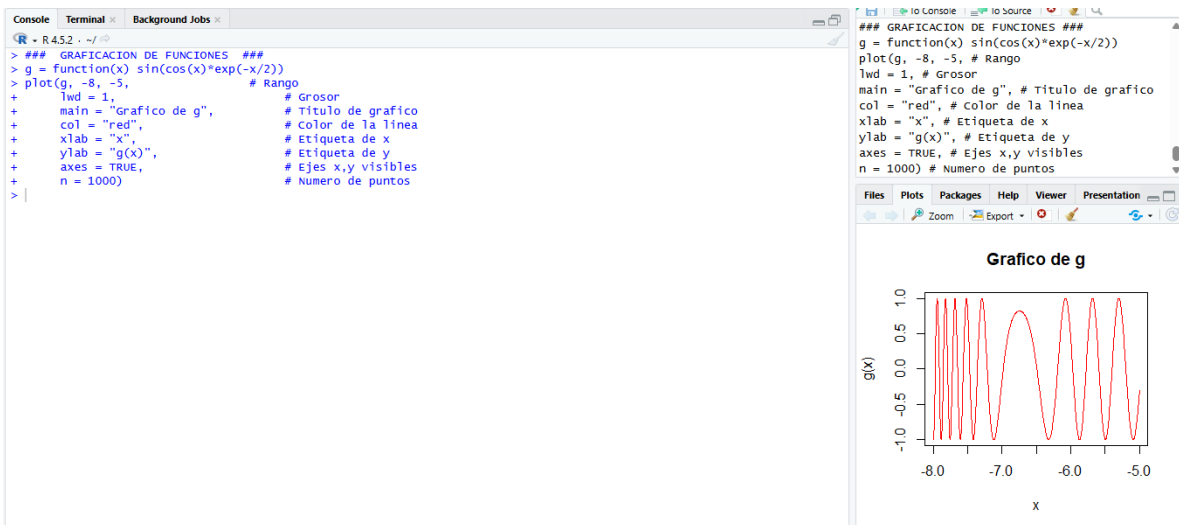 Console Terminal × Background Jobs ×
R 4.5.2 · ~/
> ###  GRAFICACION DE FUNCIONES  ###
> g = function(x) sin(cos(x)*exp(-x/2))
> plot(g, -8, -5,                  # Rango
+      lwd = 1,                         # Grosor
+      main = "Grafico de g",           # Titulo de grafico
+      col = "red",                     # Color de la linea
+      xlab = "x",                      # Etiqueta de x
+      ylab = "g(x)",                   # Etiqueta de y
+      axes = TRUE,                     # Ejes x,y visibles
+      n = 1000)                        # Numero de puntos
>
To Console To Source
### GRAFICACION DE FUNCIONES ###
g = function(x) sin(cos(x)*exp(-x/2))
plot(g, -8, -5, # Rango
lwd = 1, # Grosor
main = "Grafico de g", # Titulo de grafico
col = "red", # Color de la linea
xlab = "x", # Etiqueta de x
ylab = "g(x)", # Etiqueta de y
axes = TRUE, # Ejes x,y visibles
n = 1000) # Numero de puntos
Files Plots Packages Help Viewer Presentation
Zoom Export
Grafico de g
g(x)
1.0
0.5
0.0
-0.5
-1.0
-8.0 -7.0 -6.0 -5.0
x